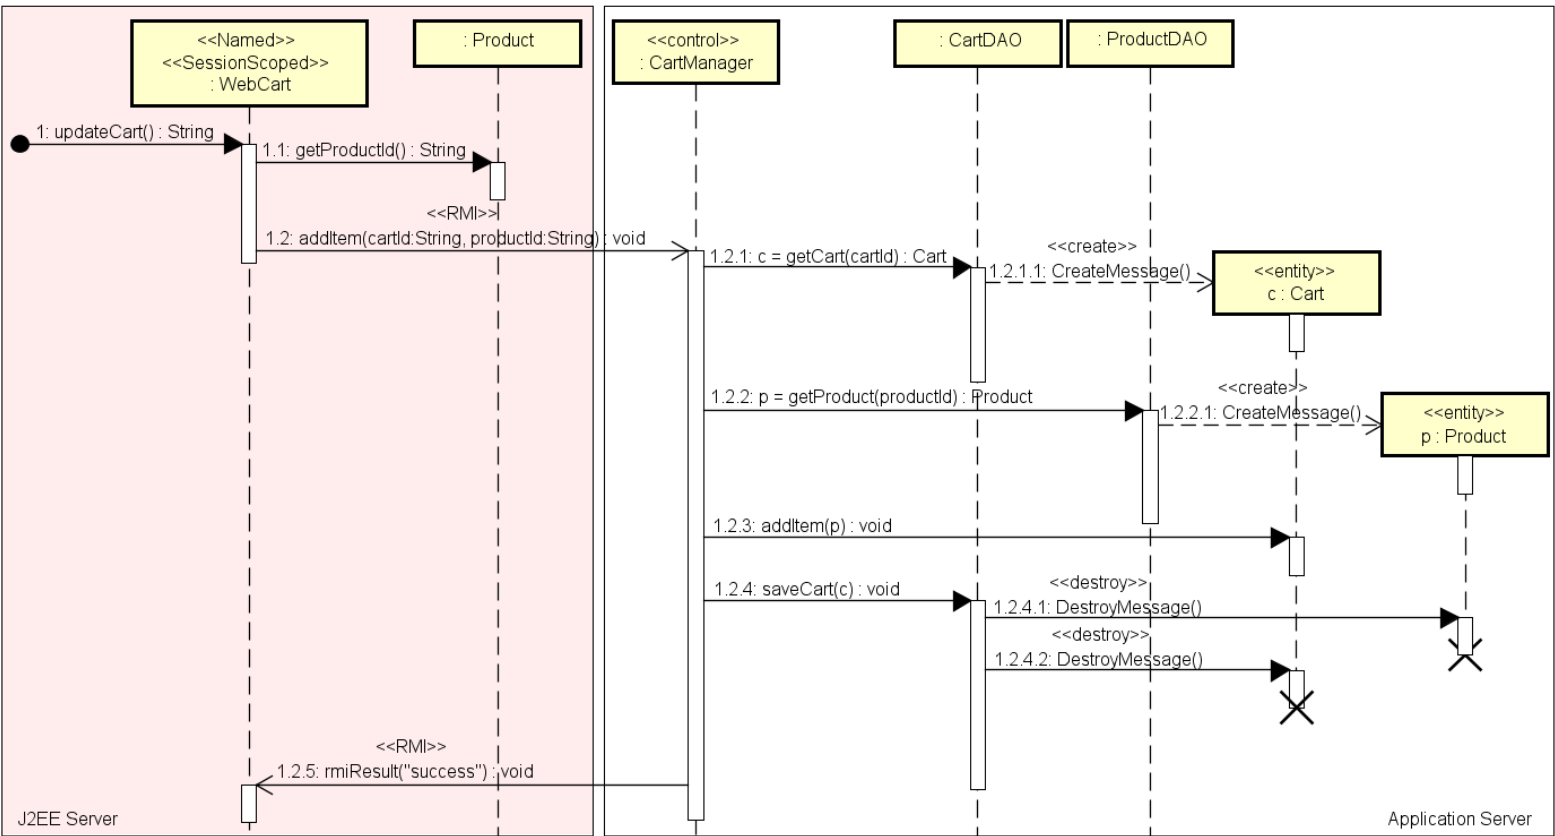 <<Named>>
<<SessionScoped>>
: WebCart
: Product
<<control>>
: CartManager
: CartDAO
: ProductDAO
1: updateCart() : String
1.1: getProductId() : String
<<RMI>>
1.2: addItem(cartId:String, productId:String) : void
1.2.1: c = getCart(cartId) : Cart
<<create>>
1.2.1.1: CreateMessage()
<<entity>>
c : Cart
1.2.2: p = getProduct(productId) : Product
<<create>>
1.2.2.1: CreateMessage()
<<entity>>
p : Product
1.2.3: addItem(p) : void
1.2.4: saveCart(c) : void
<<destroy>>
1.2.4.1: DestroyMessage()
<<destroy>>
1.2.4.2: DestroyMessage()
<<RMI>>
1.2.5: rmiResult("success") : void
J2EE Server
Application Server